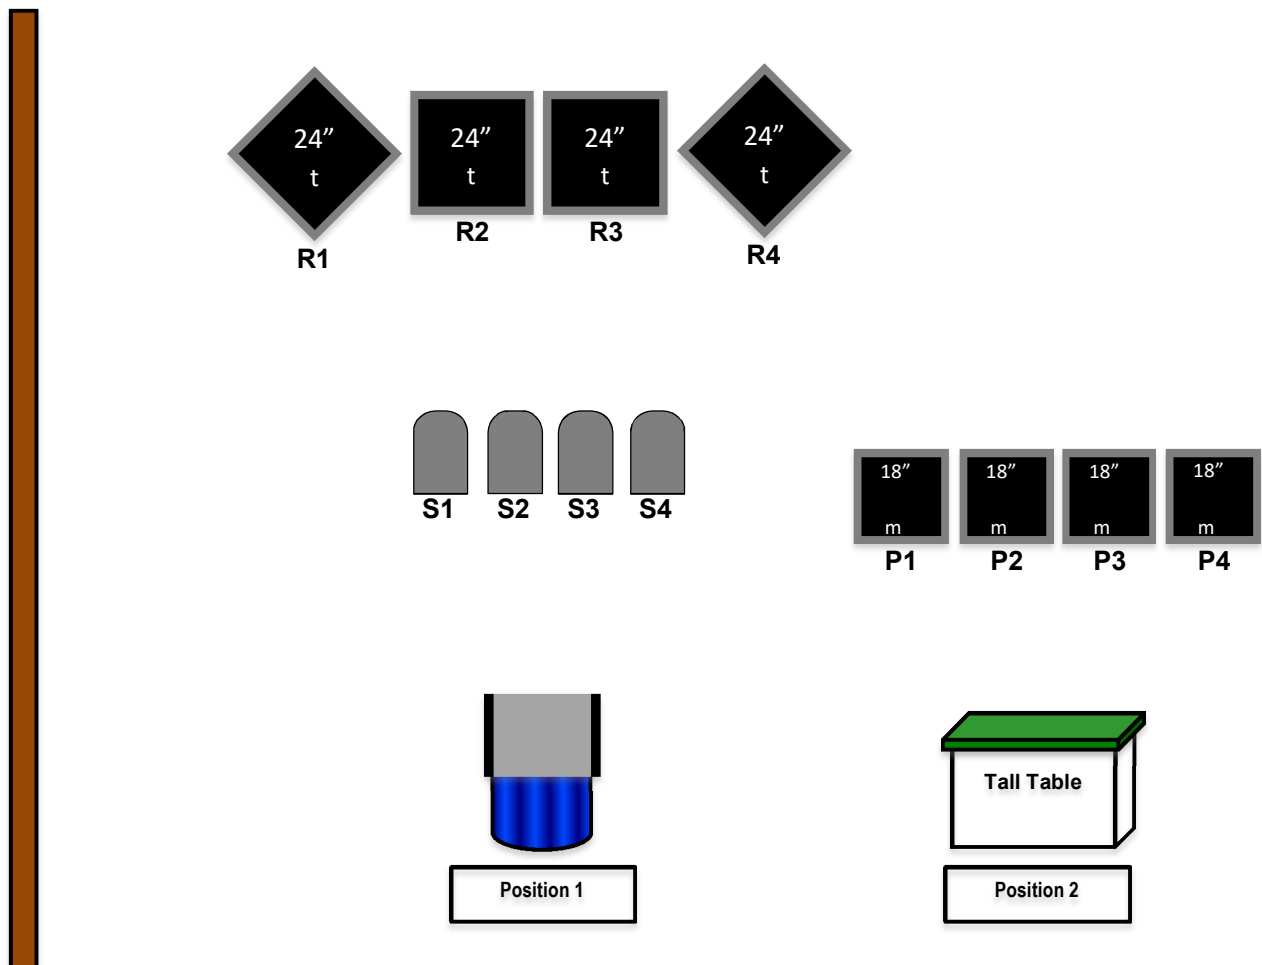 24” 24” 24” 24”
t t t t
R1 R2 R3 R4
S1 S2 S3 S4
18” 18” 18” 18”
m m m m
P1 P2 P3 P4
Tall Table
Position 1 Position 2